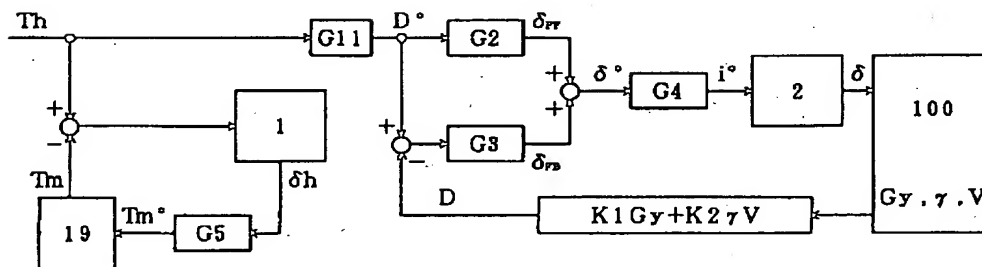 Th
G11
D°
G2
δFF
+
δ°
G4
i°
2
δ
100
+
−
1
+
−
G3
+
δFB
Tm
δh
D
19
Tm°
G5
K1Gy+K2γV
Gy, γ, V